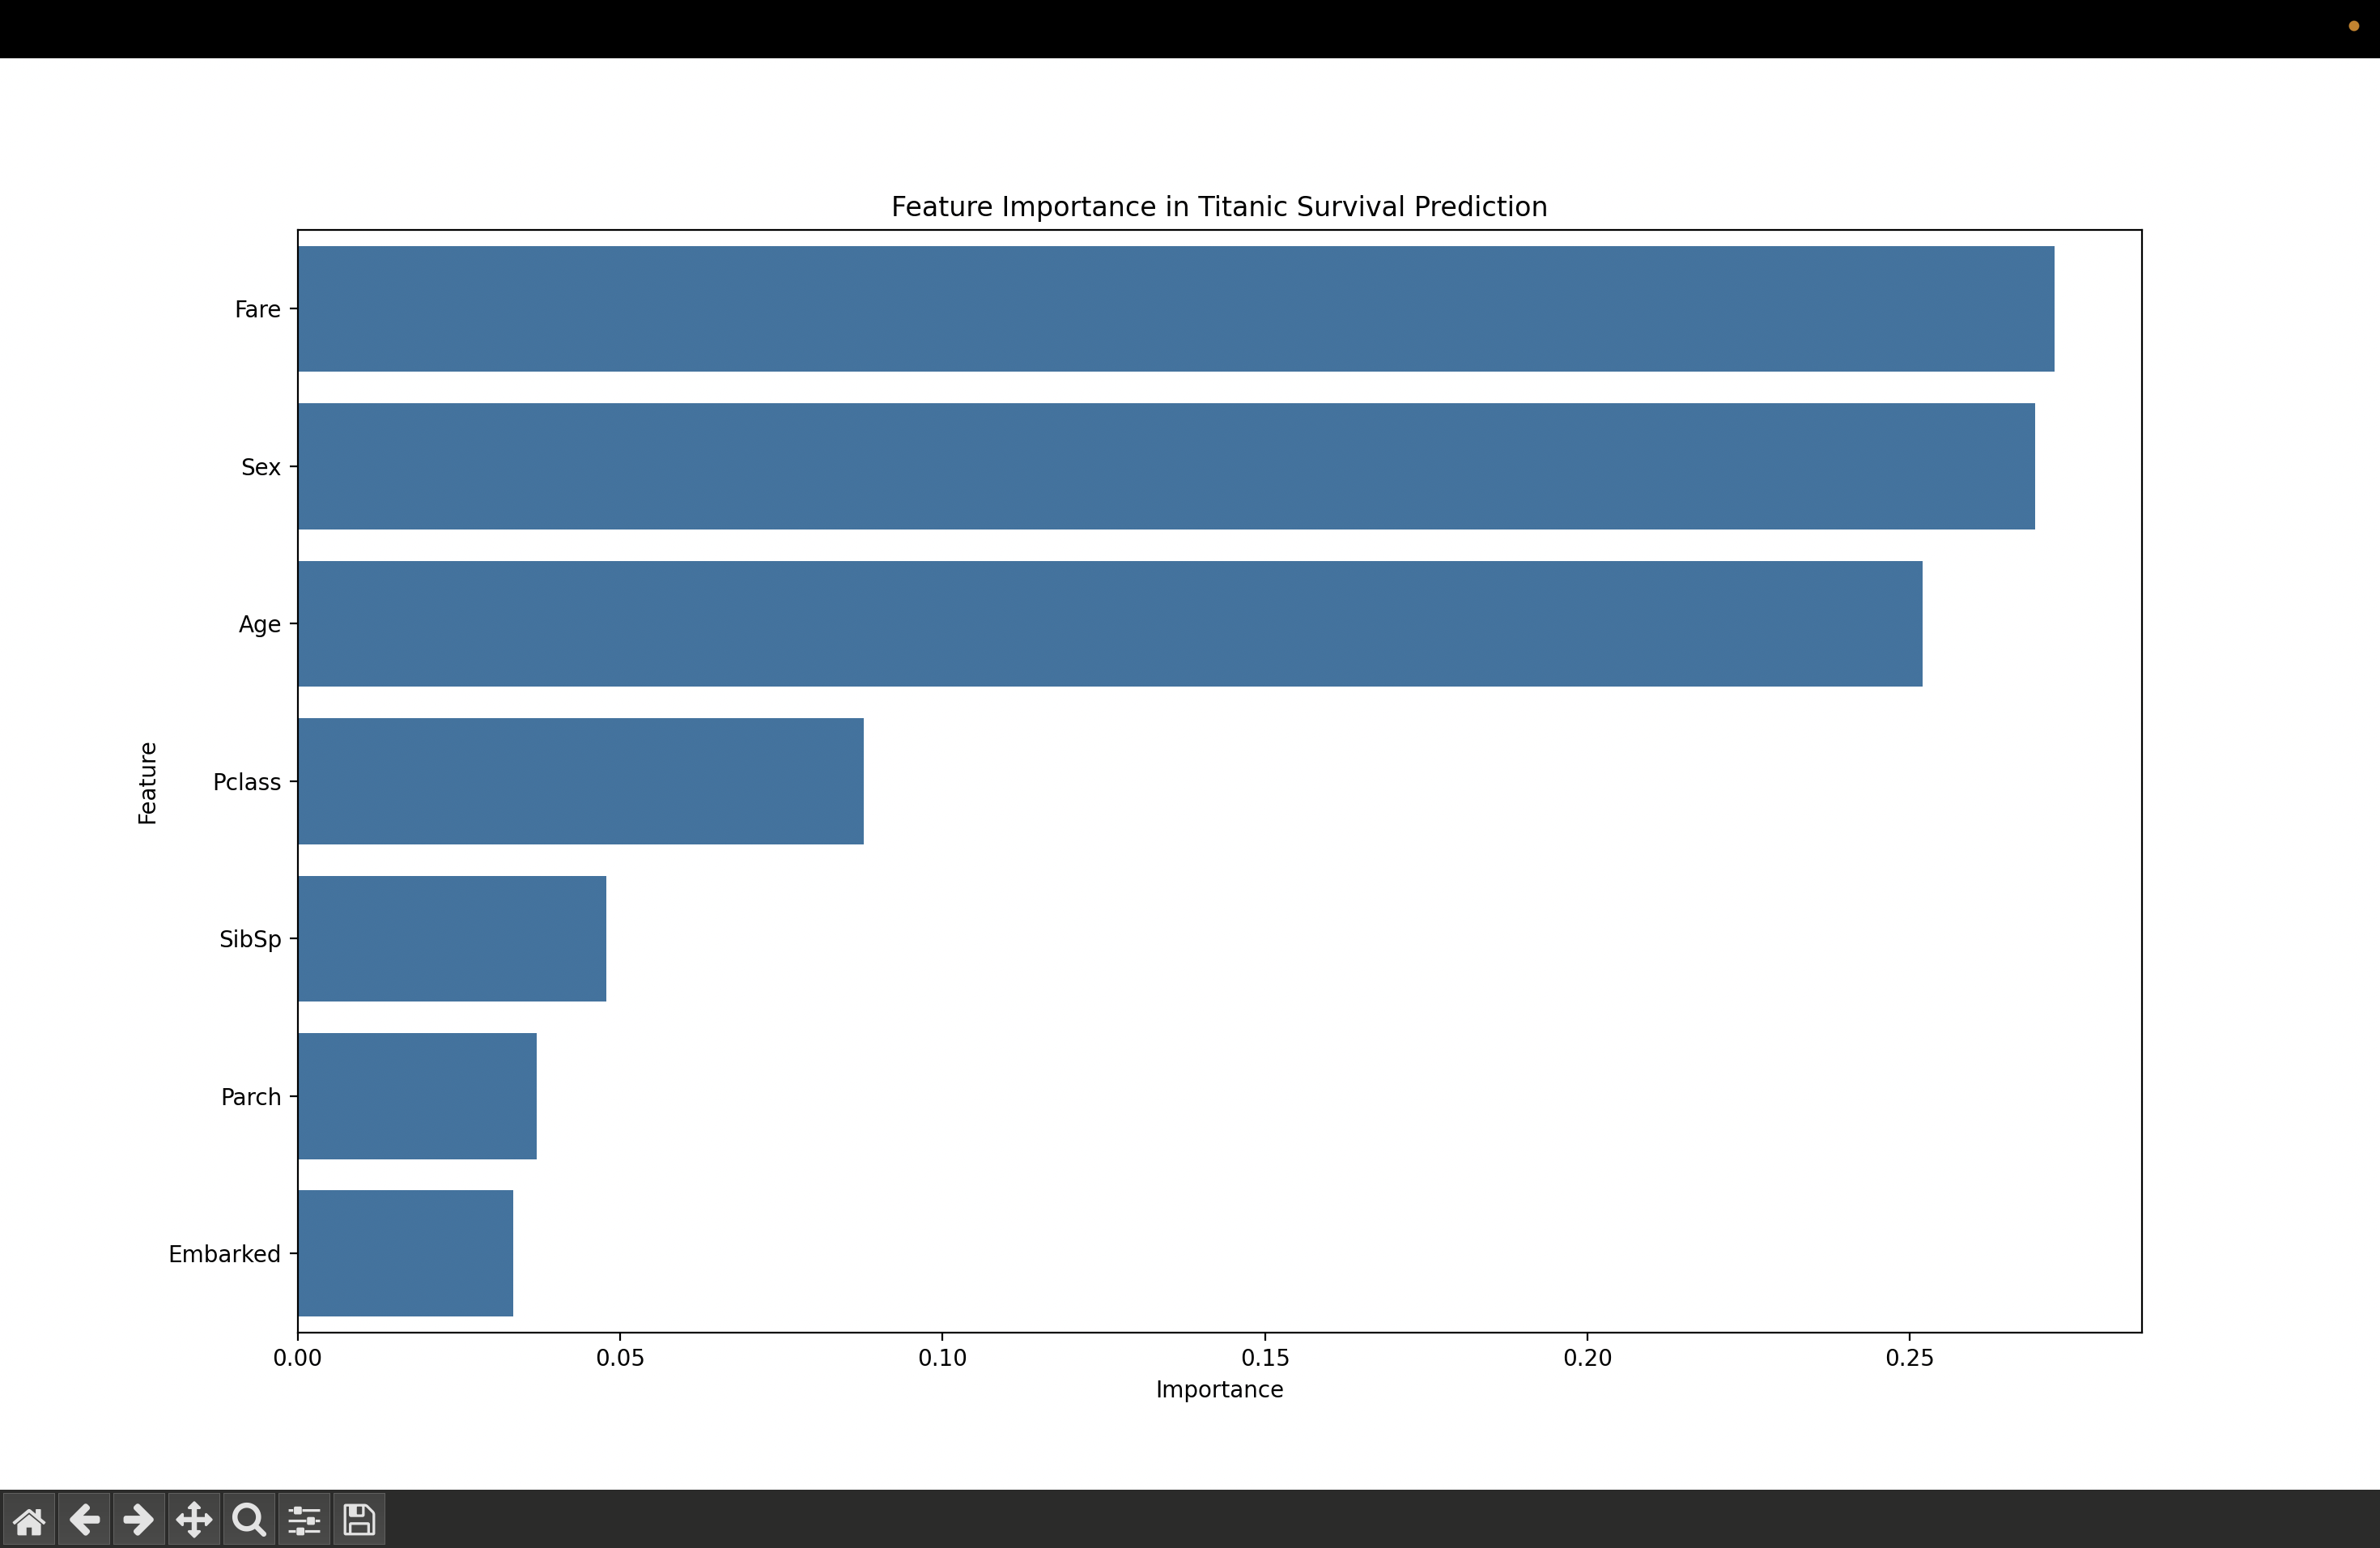 Feature Importance in Titanic Survival Prediction
Fare
Sex
Age
Pclass
SibSp
Parch
Embarked
Feature
0.00 0.05 0.10 0.15 0.20 0.25
Importance